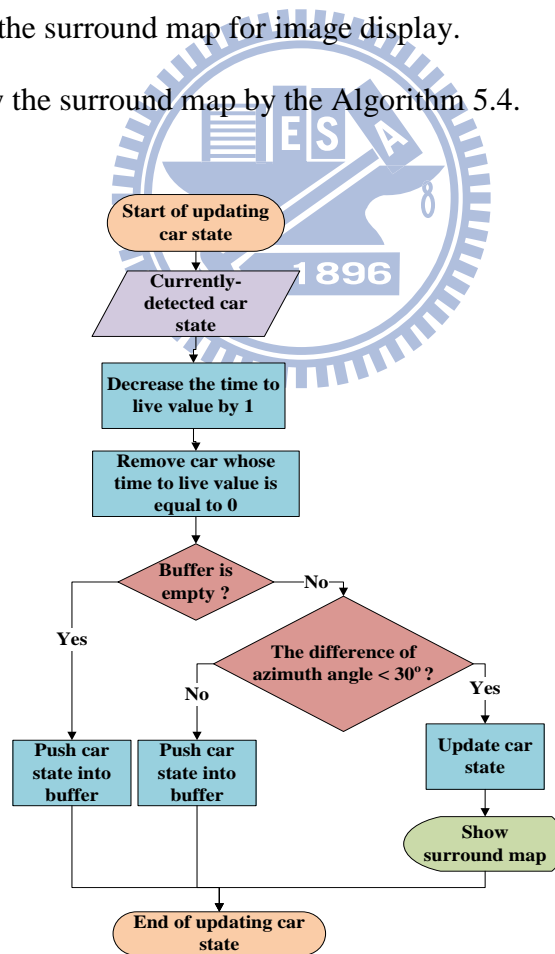 the surround map for image display.
the surround map by the Algorithm 5.4.
E S A
1896
Start of updating
car state
Currently-
detected car
state
Decrease the time to
live value by 1
Remove car whose
time to live value is
equal to 0
Buffer is
empty ?
No
Yes
The difference of
azimuth angle < 30° ?
No
Yes
Push car
state into
buffer
Push car
state into
buffer
Update car
state
Show
surround map
End of updating car
state